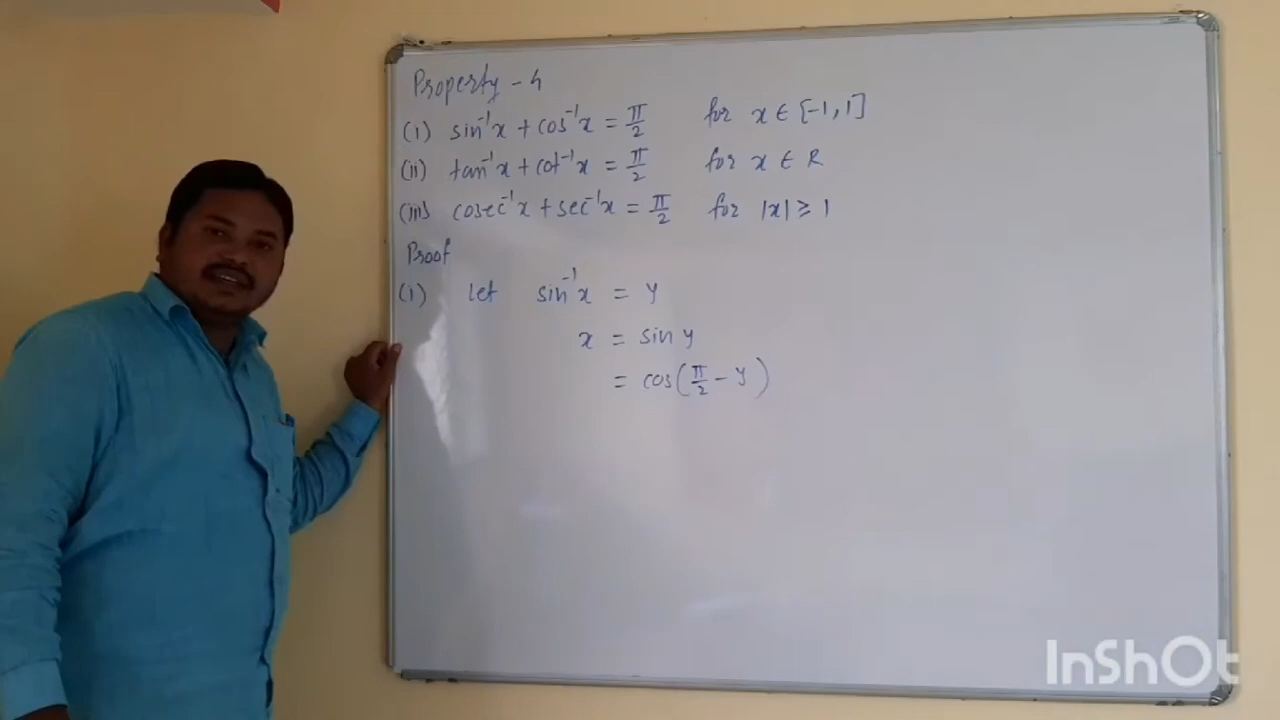 Property - 4
(i) sin⁻¹x + cos⁻¹x = π/2 for x ∈ [-1, 1]
(ii) tan⁻¹x + cot⁻¹x = π/2 for x ∈ R
(iii) cosec⁻¹x + sec⁻¹x = π/2 for |x| ≥ 1
Proof
(i) let sin⁻¹x = y
x = sin y
= cos(π/2 - y)
InShOt